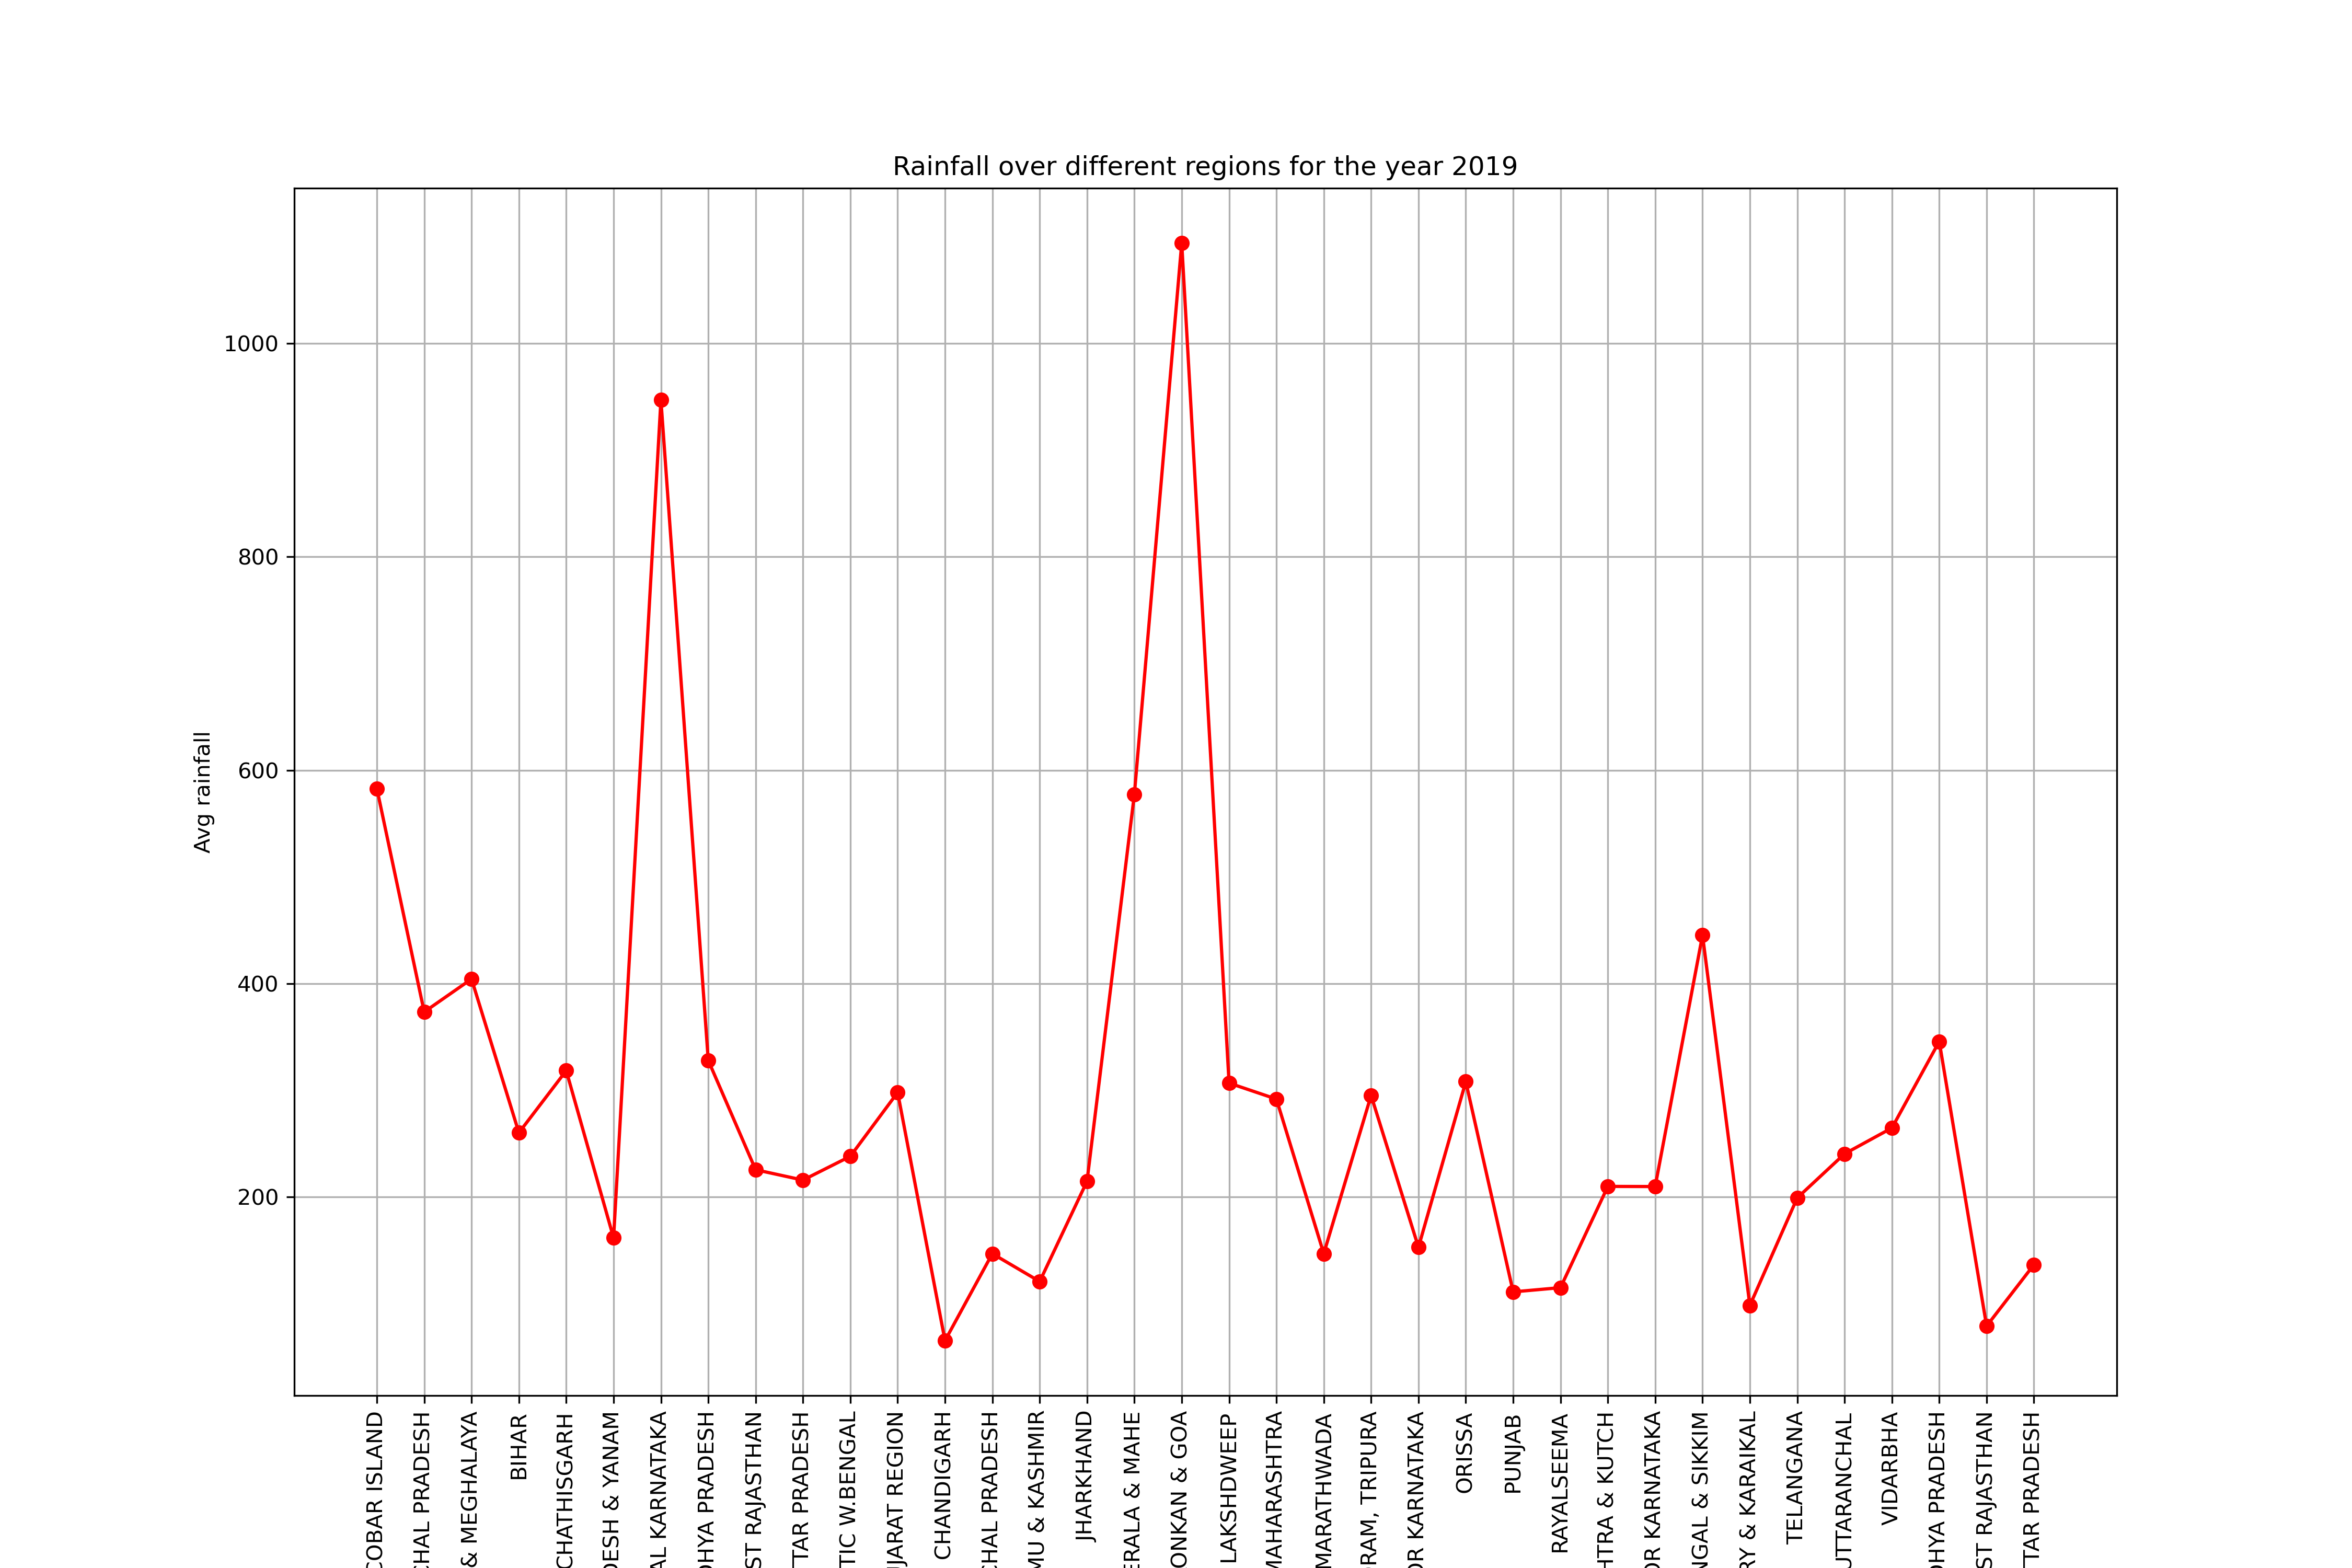 Rainfall over different regions for the year 2019
1000
800
600
400
200
Avg rainfall
COBAR ISLAND
CHAL PRADESH
& MEGHALAYA
BIHAR
CHATHISGARH
DESH & YANAM
AL KARNATAKA
DHYA PRADESH
ST RAJASTHAN
TTAR PRADESH
TIC W.BENGAL
JARAT REGION
CHANDIGARH
CHAL PRADESH
MU & KASHMIR
JHARKHAND
ERALA & MAHE
ONKAN & GOA
LAKSHDWEEP
MAHARASHTRA
MARATHWADA
RAM, TRIPURA
OR KARNATAKA
ORISSA
PUNJAB
RAYALSEEMA
HTRA & KUTCH
OR KARNATAKA
NGAL & SIKKIM
RY & KARAIKAL
TELANGANA
UTTARANCHAL
VIDARBHA
DHYA PRADESH
ST RAJASTHAN
TTAR PRADESH